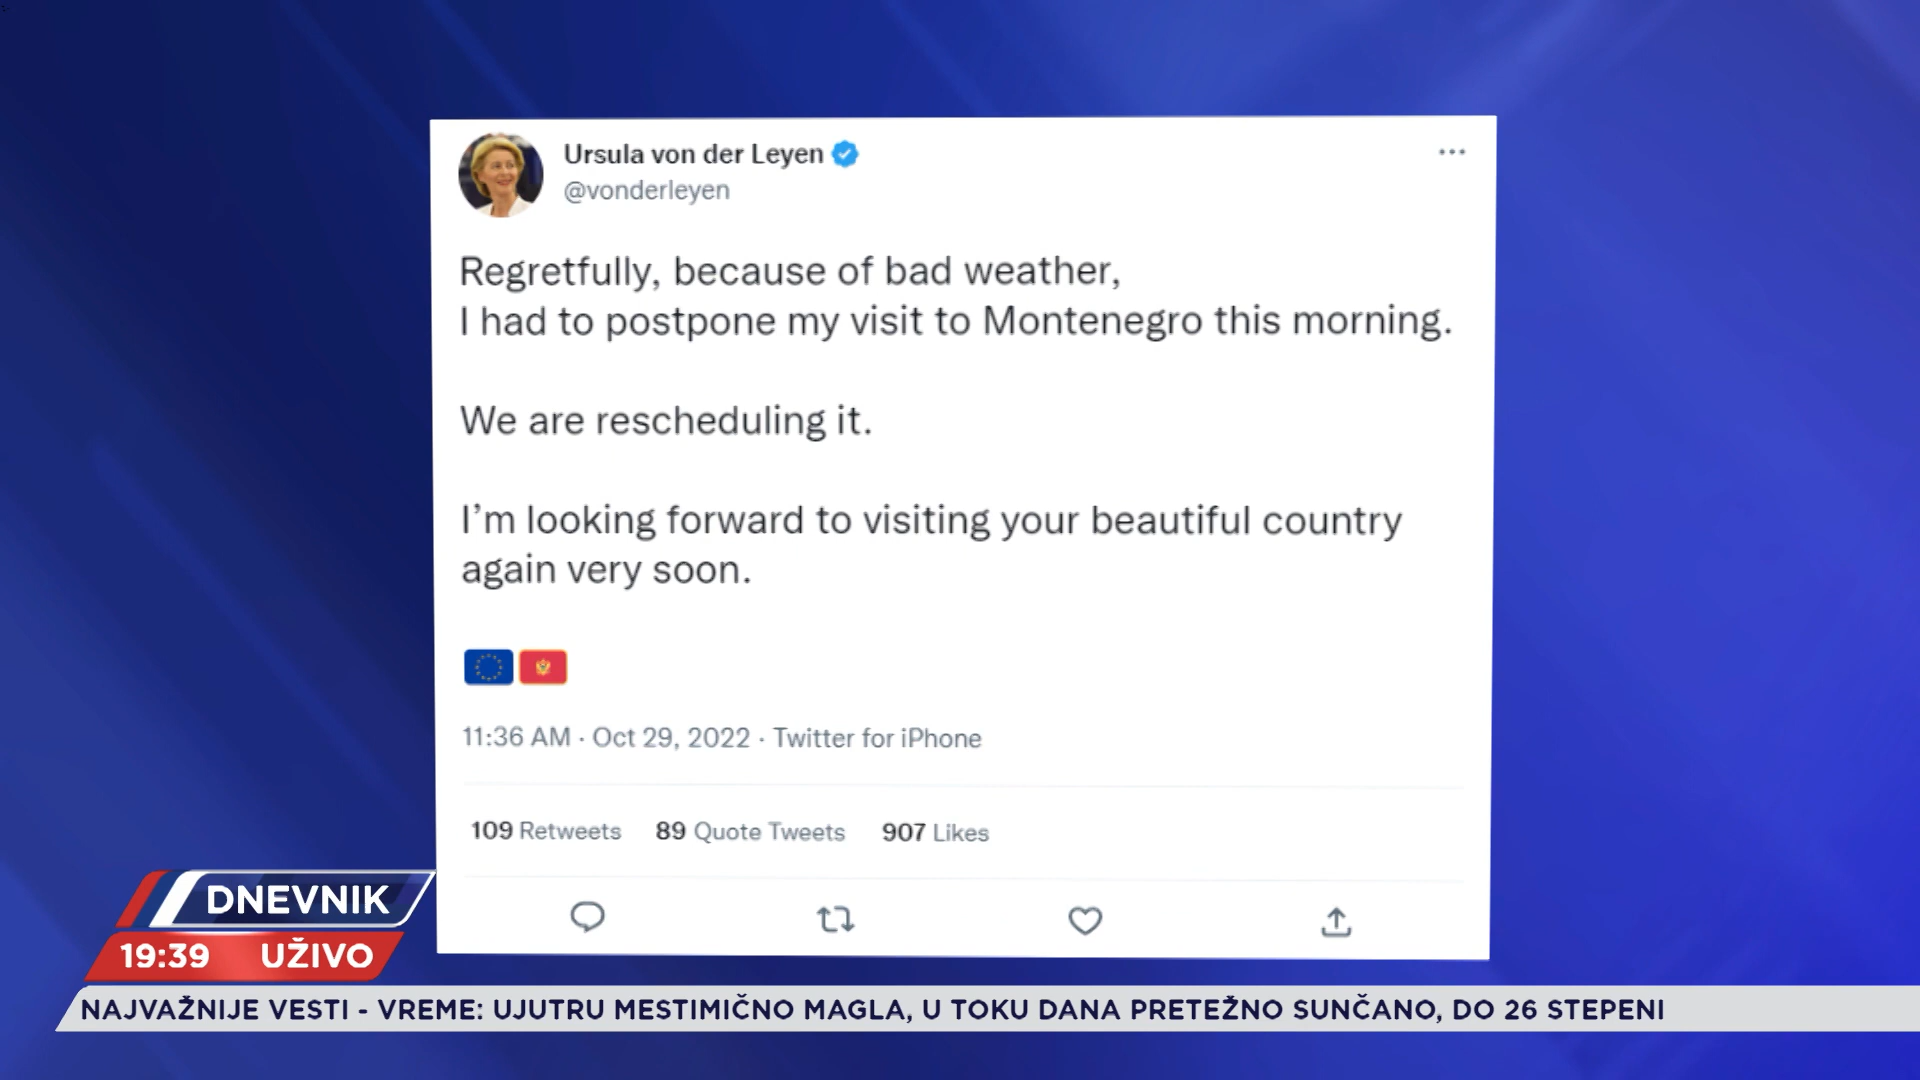 Ursula von der Leyen
@vonderleyen
Regretfully, because of bad weather,
I had to postpone my visit to Montenegro this morning.
We are rescheduling it.
I’m looking forward to visiting your beautiful country
again very soon.
11:36 AM · Oct 29, 2022 · Twitter for iPhone
109 Retweets 89 Quote Tweets 907 Likes
DNEVNIK
19:39 UŽIVO
NAJVAŽNIJE VESTI - VREME: UJUTRU MESTIMIČNO MAGLA, U TOKU DANA PRETEŽNO SUNČANO, DO 26 STEPENI